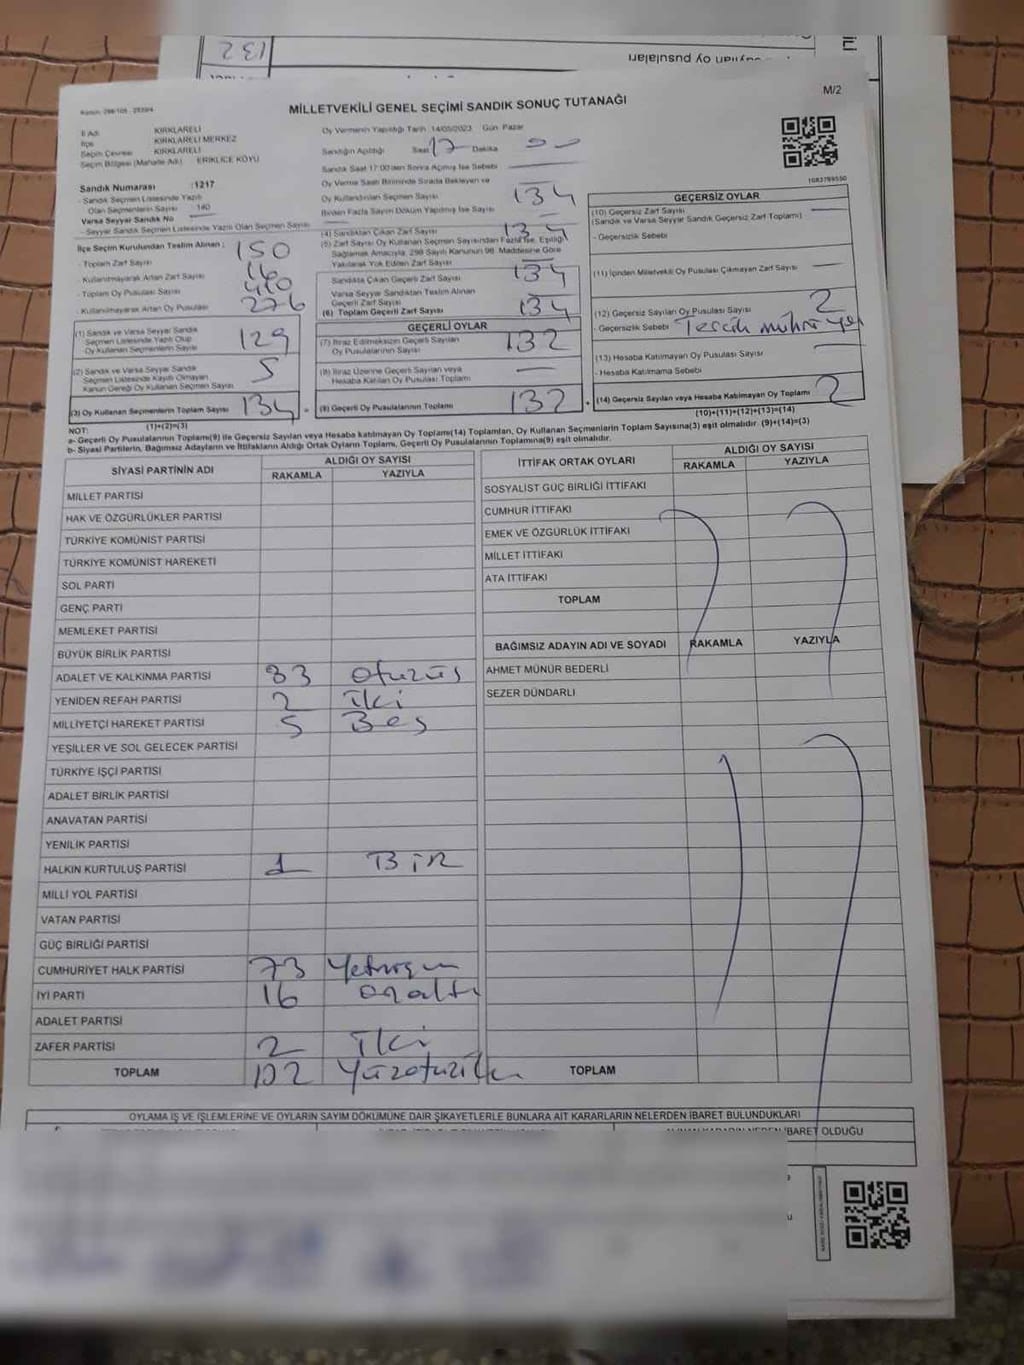 132
M/2
MİLLETVEKİLİ GENEL SEÇİMİ SANDIK SONUÇ TUTANAĞI
İl Adı KIRKLARELİ
İlçe KIRKLARELİ MERKEZ
Seçim Çevresi KIRKLARELİ
Seçim Bölgesi (Mahalle Adı) ERİKLİCE KÖYÜ
Sandık Numarası :1217
- Sandık Seçmen Listesinde Yazılı
Olan Seçmenlerin Sayısı 140
Varsa Seyyar Sandık No
- Seyyar Sandık Seçmen Listesinde Yazılı Olan Seçmen Sayısı
İlçe Seçim Kurulundan Teslim Alınan :
- Toplam Zarf Sayısı 150
- Kullanılmayarak Artan Zarf Sayısı 16
- Toplam Oy Pusulası Sayısı 410
- Kullanılmayarak Artan Oy Pusulası 276
(1) Sandık ve Varsa Seyyar Sandık
Seçmen Listesinde Yazılı Olup
Oy Kullanan Seçmenlerin Sayısı 129
(2) Sandık ve Varsa Seyyar Sandık
Seçmen Listesinde Kayıtlı Olmayan
Kanun Gereği Oy Kullanan Seçmen Sayısı 5
(3) Oy Kullanan Seçmenlerin Toplam Sayısı 134
(1)+(2)=(3)
Oy Vermenin Yapıldığı Tarih :14/05/2023 Gün Pazar
Sandığın Açıldığı Saat 17 Dakika 00
Sandık Saat 17:00'den Sonra Açılmış İse Sebebi
Oy Verme Saati Bitiminde Sırada Bekleyen ve
Oy Kullandırılan Seçmen Sayısı 134
Birden Fazla Sayım Döküm Yapılmış İse Sayısı
(4) Sandıktan Çıkan Zarf Sayısı 134
(5) Zarf Sayısı Oy Kullanan Seçmen Sayısından Fazla İse, Eşitliği
Sağlamak Amacıyla, 298 Sayılı Kanunun 98. Maddesine Göre
Yakılarak Yok Edilen Zarf Sayısı
Sandıkta Çıkan Geçerli Zarf Sayısı 134
Varsa Seyyar Sandıktan Teslim Alınan
Geçerli Zarf Sayısı
(6) Toplam Geçerli Zarf Sayısı 134
GEÇERLİ OYLAR
(7) İtiraz Edilmeksizin Geçerli Sayılan
Oy Pusulalarının Sayısı 132
(8) İtiraz Üzerine Geçerli Sayılan veya
Hesaba Katılan Oy Pusulası Toplamı
(9) Geçerli Oy Pusulalarının Toplamı 132
1083789550
GEÇERSİZ OYLAR
(10) Geçersiz Zarf Sayısı
(Sandık ve Varsa Seyyar Sandık Geçersiz Zarf Toplamı)
- Geçersizlik Sebebi
(11) İçinden Milletvekili Oy Pusulası Çıkmayan Zarf Sayısı
(12) Geçersiz Sayılan Oy Pusulası Sayısı 2
- Geçersizlik Sebebi Tercih mührü yok
(13) Hesaba Katılmayan Oy Pusulası Sayısı
- Hesaba Katılmama Sebebi
(14) Geçersiz Sayılan veya Hesaba Katılmayan Oy Toplamı 2
(10)+(11)+(12)+(13)=(14)
NOT:
a- Geçerli Oy Pusulalarının Toplamı(9) ile Geçersiz Sayılan veya Hesaba katılmayan Oy Toplamı(14) Toplamları, Oy Kullanan Seçmenlerin Toplam Sayısına(3) eşit olmalıdır. (9)+(14)=(3)
b- Siyasi Partilerin, Bağımsız Adayların ve İttifakların Aldığı Ortak Oyların Toplamı, Geçerli Oy Pusulalarının Toplamına(9) eşit olmalıdır.
SİYASİ PARTİNİN ADI ALDIĞI OY SAYISI
RAKAMLA YAZIYLA
MİLLET PARTİSİ
HAK VE ÖZGÜRLÜKLER PARTİSİ
TÜRKİYE KOMÜNİST PARTİSİ
TÜRKİYE KOMÜNİST HAREKETİ
SOL PARTİ
GENÇ PARTİ
MEMLEKET PARTİSİ
BÜYÜK BİRLİK PARTİSİ
ADALET VE KALKINMA PARTİSİ 33 otuzüç
YENİDEN REFAH PARTİSİ 2 iki
MİLLİYETÇİ HAREKET PARTİSİ 5 Beş
YEŞİLLER VE SOL GELECEK PARTİSİ
TÜRKİYE İŞÇİ PARTİSİ
ADALET BİRLİK PARTİSİ
ANAVATAN PARTİSİ
YENİLİK PARTİSİ
HALKIN KURTULUŞ PARTİSİ 1 BİR
MİLLİ YOL PARTİSİ
VATAN PARTİSİ
GÜÇ BİRLİĞİ PARTİSİ
CUMHURİYET HALK PARTİSİ 73
İYİ PARTİ 16 onaltı
ADALET PARTİSİ
ZAFER PARTİSİ 2 İki
TOPLAM 132 Yüzotuziki
İTTİFAK ORTAK OYLARI ALDIĞI OY SAYISI
RAKAMLA YAZIYLA
SOSYALİST GÜÇ BİRLİĞİ İTTİFAKI
CUMHUR İTTİFAKI
EMEK VE ÖZGÜRLÜK İTTİFAKI
MİLLET İTTİFAKI
ATA İTTİFAKI
TOPLAM
BAĞIMSIZ ADAYIN ADI VE SOYADI RAKAMLA YAZIYLA
AHMET MÜNÜR BEDERLİ
SEZER DÜNDARLI
TOPLAM
OYLAMA İŞ VE İŞLEMLERİNE VE OYLARIN SAYIM DÖKÜMÜNE DAİR ŞİKAYETLERLE BUNLARA AİT KARARLARIN NELERDEN İBARET BULUNDUKLARI
İBARET OLDUĞU